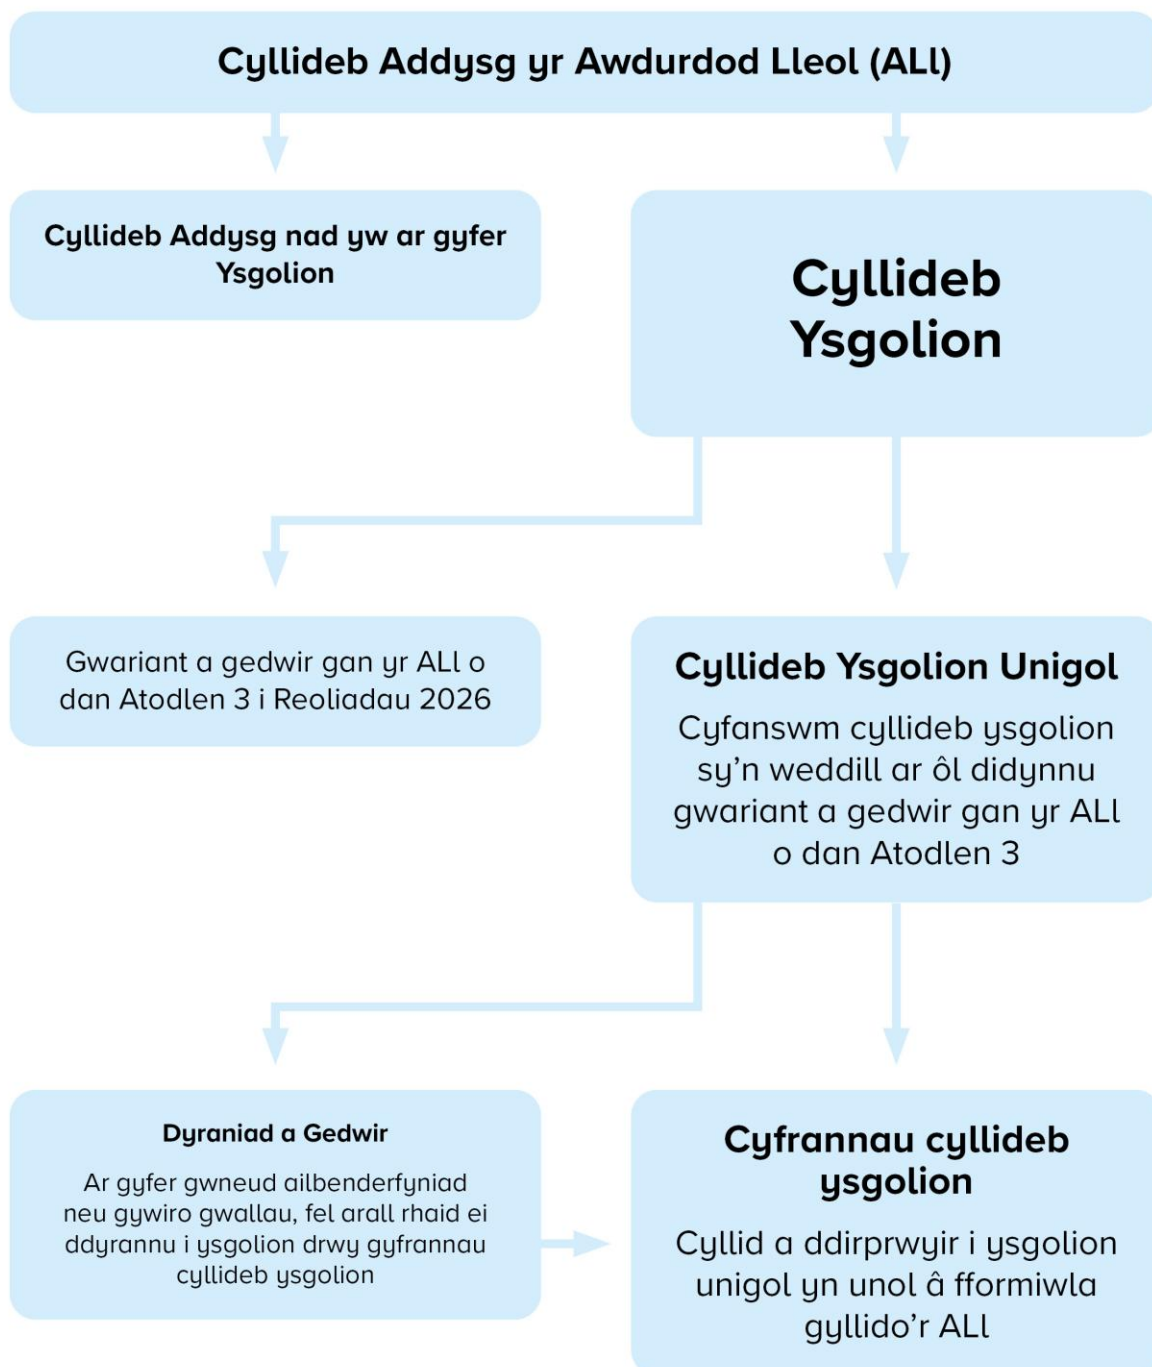 Cyllideb Addysg yr Awdurdod Lleol (ALl)
Cyllideb Addysg nad yw ar gyfer
Ysgolion
Cyllideb
Ysgolion
Gwariant a gedwir gan yr ALl o
dan Atodlen 3 i Reoliadau 2026
Cyllideb Ysgolion Unigol
Cyfanswm cyllideb ysgolion
sy’n weddill ar ôl didynnu
gwariant a gedwir gan yr ALl
o dan Atodlen 3
Dyraniad a Gedwir
Ar gyfer gwneud ailbenderfyniad
neu gywiro gwallau, fel arall rhaid ei
ddyrannu i ysgolion drwy gyfrannau
cyllideb ysgolion
Cyfrannau cyllideb
ysgolion
Cyllid a ddirprwyir i ysgolion
unigol yn unol â fformiwla
gyllido’r ALl